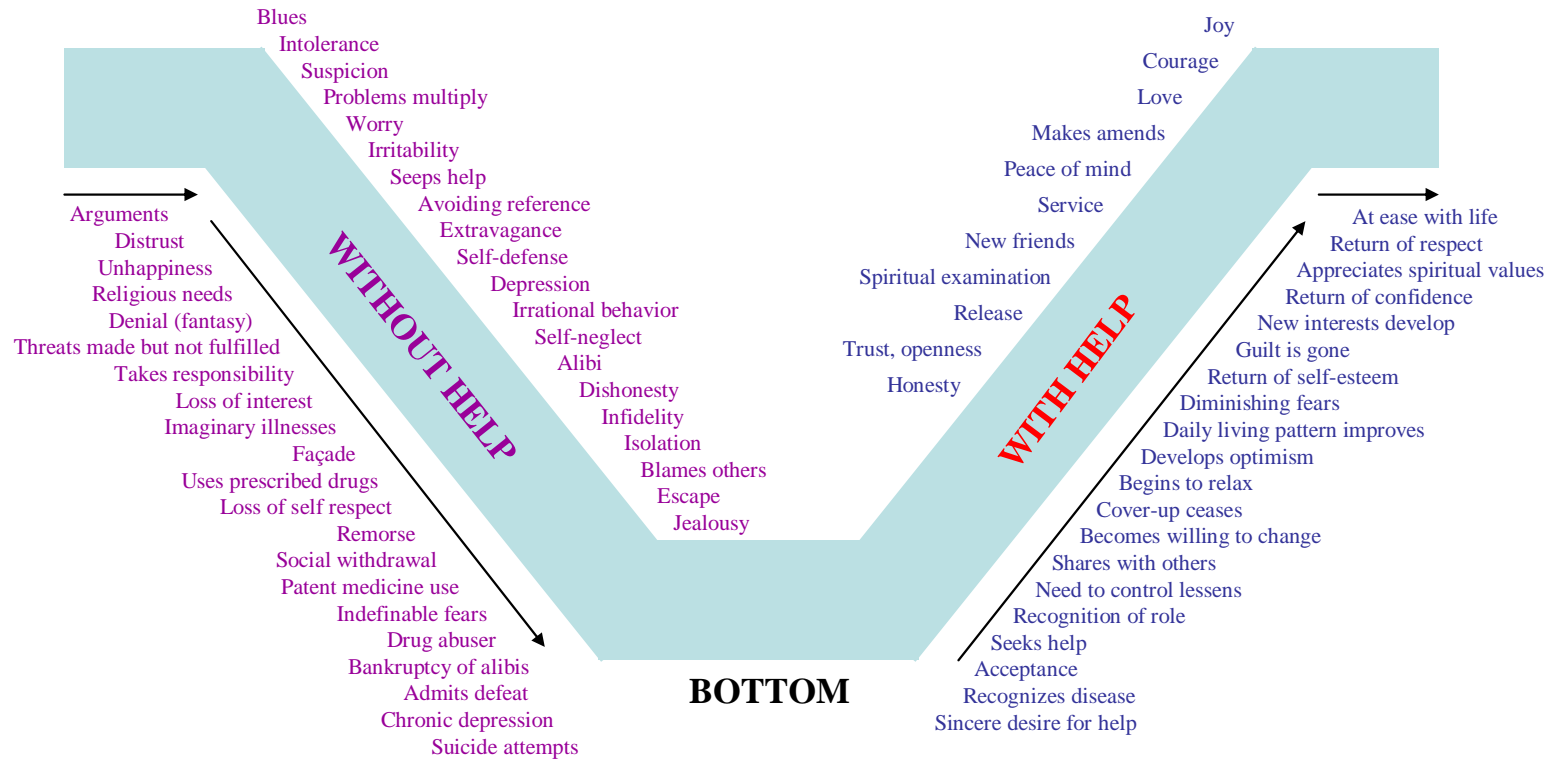 Blues
Intolerance
Suspicion
Problems multiply
Worry
Irritability
Seeps help
Avoiding reference
Extravagance
Self-defense
Depression
Irrational behavior
Self-neglect
Alibi
Dishonesty
Infidelity
Isolation
Blames others
Escape
Jealousy
WITHOUT HELP
Arguments
Distrust
Unhappiness
Religious needs
Denial (fantasy)
Threats made but not fulfilled
Takes responsibility
Loss of interest
Imaginary illnesses
Façade
Uses prescribed drugs
Loss of self respect
Remorse
Social withdrawal
Patent medicine use
Indefinable fears
Drug abuser
Bankruptcy of alibis
Admits defeat
Chronic depression
Suicide attempts
BOTTOM
Joy
Courage
Love
Makes amends
Peace of mind
Service
New friends
Spiritual examination
Release
Trust, openness
Honesty
WITH HELP
At ease with life
Return of respect
Appreciates spiritual values
Return of confidence
New interests develop
Guilt is gone
Return of self-esteem
Diminishing fears
Daily living pattern improves
Develops optimism
Begins to relax
Cover-up ceases
Becomes willing to change
Shares with others
Need to control lessens
Recognition of role
Seeks help
Acceptance
Recognizes disease
Sincere desire for help